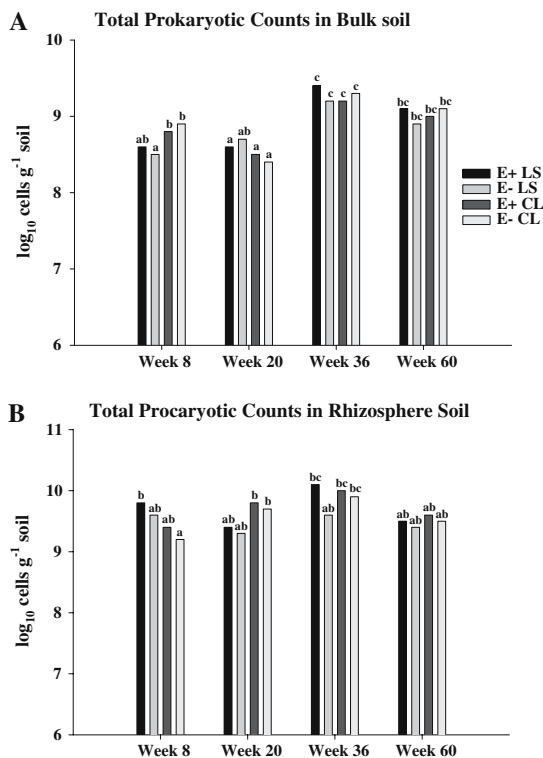 A Total Prokaryotic Counts in Bulk soil
10
9
8
7
6
log₁₀ cells g⁻¹ soil
ab a b b
a ab a a
c c c c
bc bc bc bc
E+ LS
E- LS
E+ CL
E- CL
Week 8 Week 20 Week 36 Week 60
B Total Procaryotic Counts in Rhizosphere Soil
11
10
9
8
7
6
log₁₀ cells g⁻¹ soil
b ab ab a
ab ab b b
bc ab bc bc
ab ab ab ab
Week 8 Week 20 Week 36 Week 60